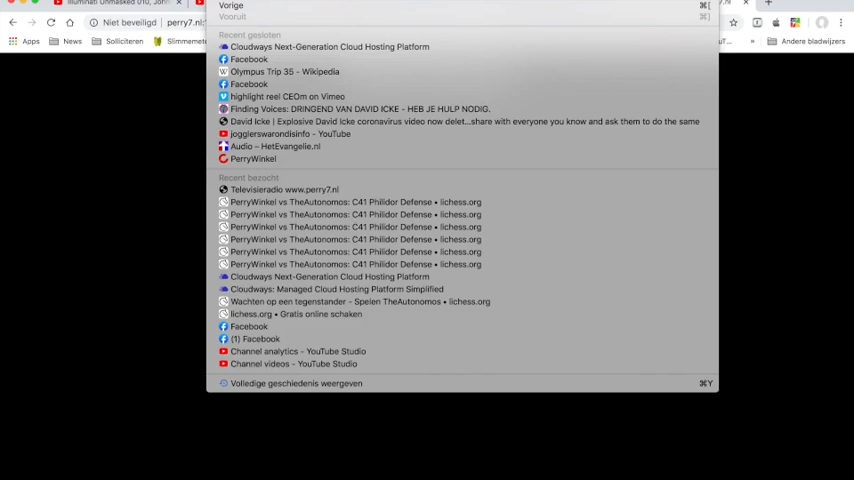 Illuminati Unmasked 010, John
Vorige ⌘[
Vooruit ⌘]
Niet beveiligd perry7.nl:
Apps News Solliciteren Slimmemete
Andere bladwijzers
Recent gesloten
Cloudways Next-Generation Cloud Hosting Platform
Facebook
Olympus Trip 35 - Wikipedia
Facebook
highlight reel CEOm on Vimeo
Finding Voices: DRINGEND VAN DAVID ICKE - HEB JE HULP NODIG.
David Icke | Explosive David Icke coronavirus video now delet...share with everyone you know and ask them to do the same
jogglerswarondisinfo - YouTube
Audio – HetEvangelie.nl
PerryWinkel
Recent bezocht
Televisieradio www.perry7.nl
PerryWinkel vs TheAutonomos: C41 Philidor Defense • lichess.org
PerryWinkel vs TheAutonomos: C41 Philidor Defense • lichess.org
PerryWinkel vs TheAutonomos: C41 Philidor Defense • lichess.org
PerryWinkel vs TheAutonomos: C41 Philidor Defense • lichess.org
PerryWinkel vs TheAutonomos: C41 Philidor Defense • lichess.org
PerryWinkel vs TheAutonomos: C41 Philidor Defense • lichess.org
Cloudways Next-Generation Cloud Hosting Platform
Cloudways: Managed Cloud Hosting Platform Simplified
Wachten op een tegenstander - Spelen TheAutonomos • lichess.org
lichess.org • Gratis online schaken
Facebook
(1) Facebook
Channel analytics - YouTube Studio
Channel videos - YouTube Studio
Volledige geschiedenis weergeven ⌘Y